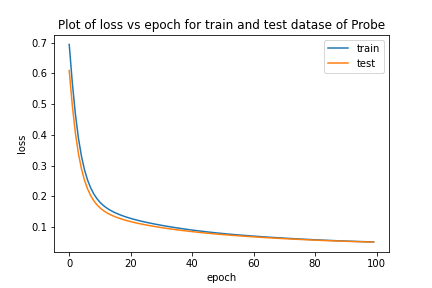 Plot of loss vs epoch for train and test datase of Probe
train
test
loss
0.7
0.6
0.5
0.4
0.3
0.2
0.1
0 20 40 60 80 100
epoch